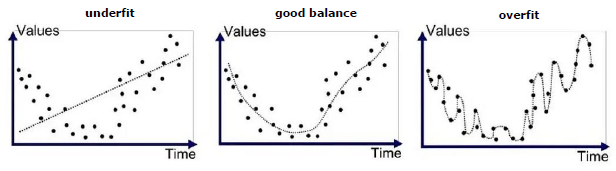 underfit
Values
Time
good balance
Values
Time
overfit
Values
Time